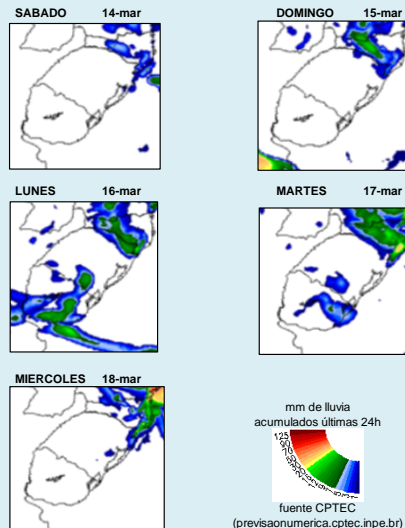 SABADO 14-mar
DOMINGO 15-mar
LUNES 16-mar
MARTES 17-mar
MIERCOLES 18-mar
mm de lluvia
acumulados últimas 24h
125
fuente CPTEC
(previsaonumerica.cptec.inpe.br)